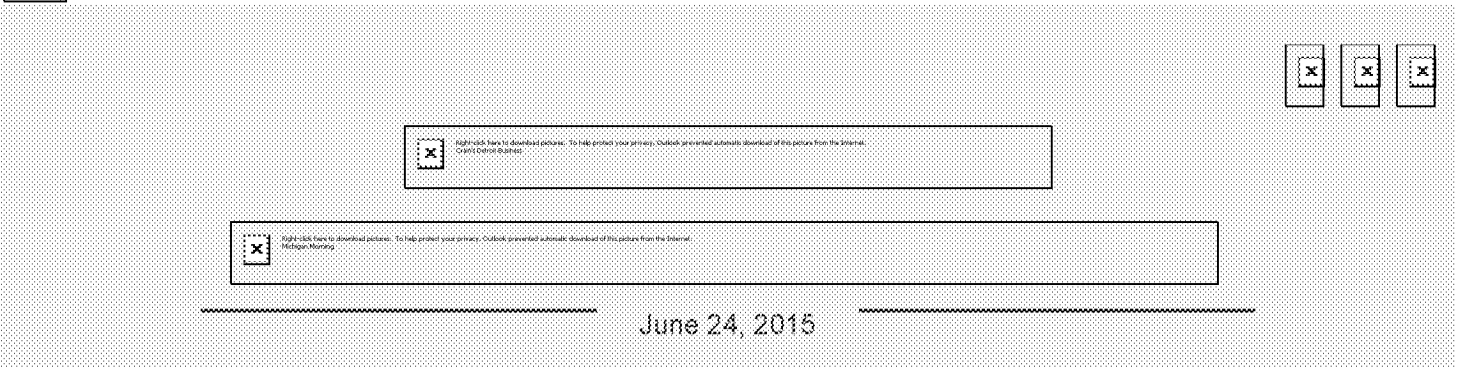 Right-click here to download pictures. To help protect your privacy, Outlook prevented automatic download of this picture from the Internet.
Crain's Detroit Business
Right-click here to download pictures. To help protect your privacy, Outlook prevented automatic download of this picture from the Internet.
Michigan Morning
June 24, 2015